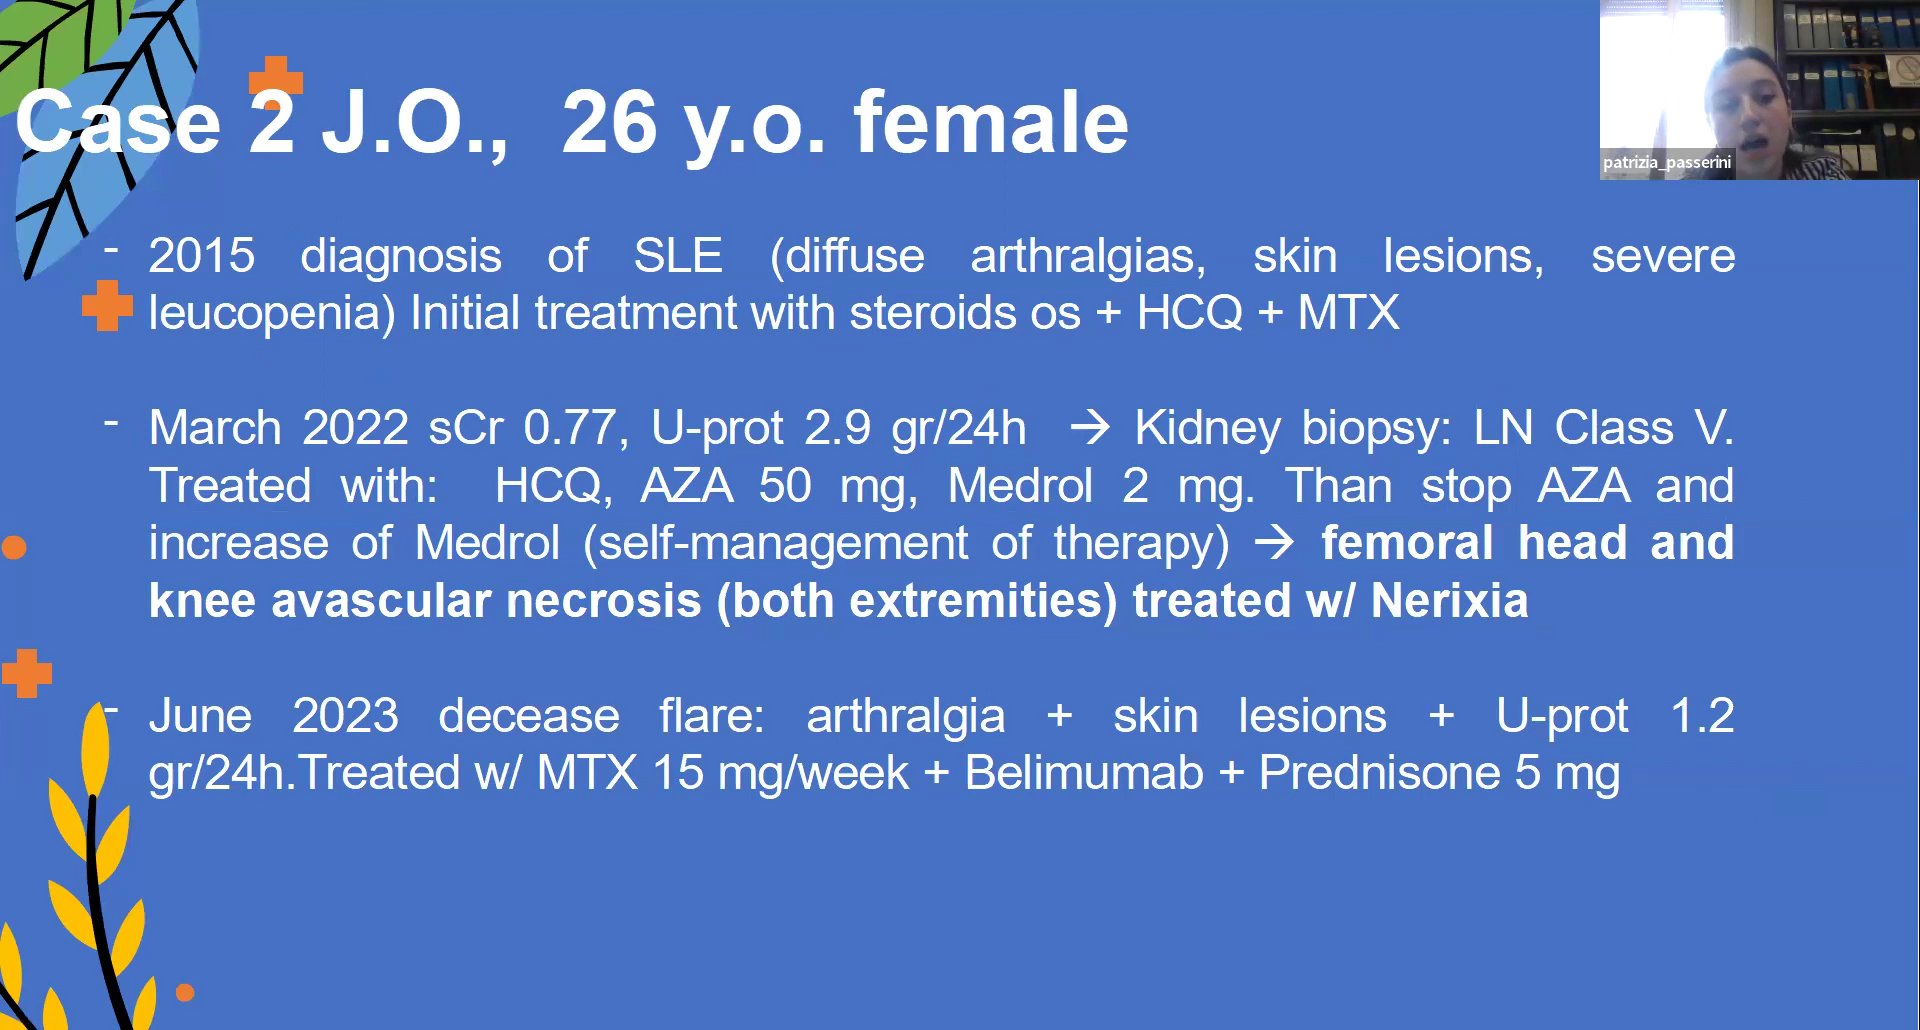 Case 2 J.O., 26 y.o. female
patrizia_passerini
- 2015 diagnosis of SLE (diffuse arthralgias, skin lesions, severe
leucopenia) Initial treatment with steroids os + HCQ + MTX
- March 2022 sCr 0.77, U-prot 2.9 gr/24h → Kidney biopsy: LN Class V.
Treated with: HCQ, AZA 50 mg, Medrol 2 mg. Than stop AZA and
increase of Medrol (self-management of therapy) → femoral head and
knee avascular necrosis (both extremities) treated w/ Nerixia
- June 2023 decease flare: arthralgia + skin lesions + U-prot 1.2
gr/24h.Treated w/ MTX 15 mg/week + Belimumab + Prednisone 5 mg